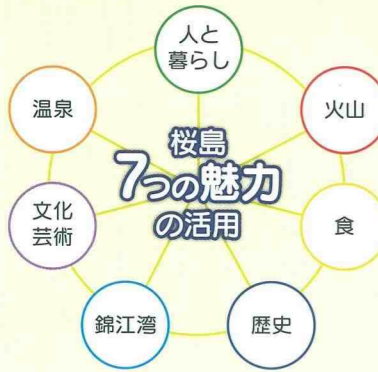 人と
暮らし
火山
食
歴史
錦江湾
文化
芸術
温泉
桜島
7つの魅力
の活用